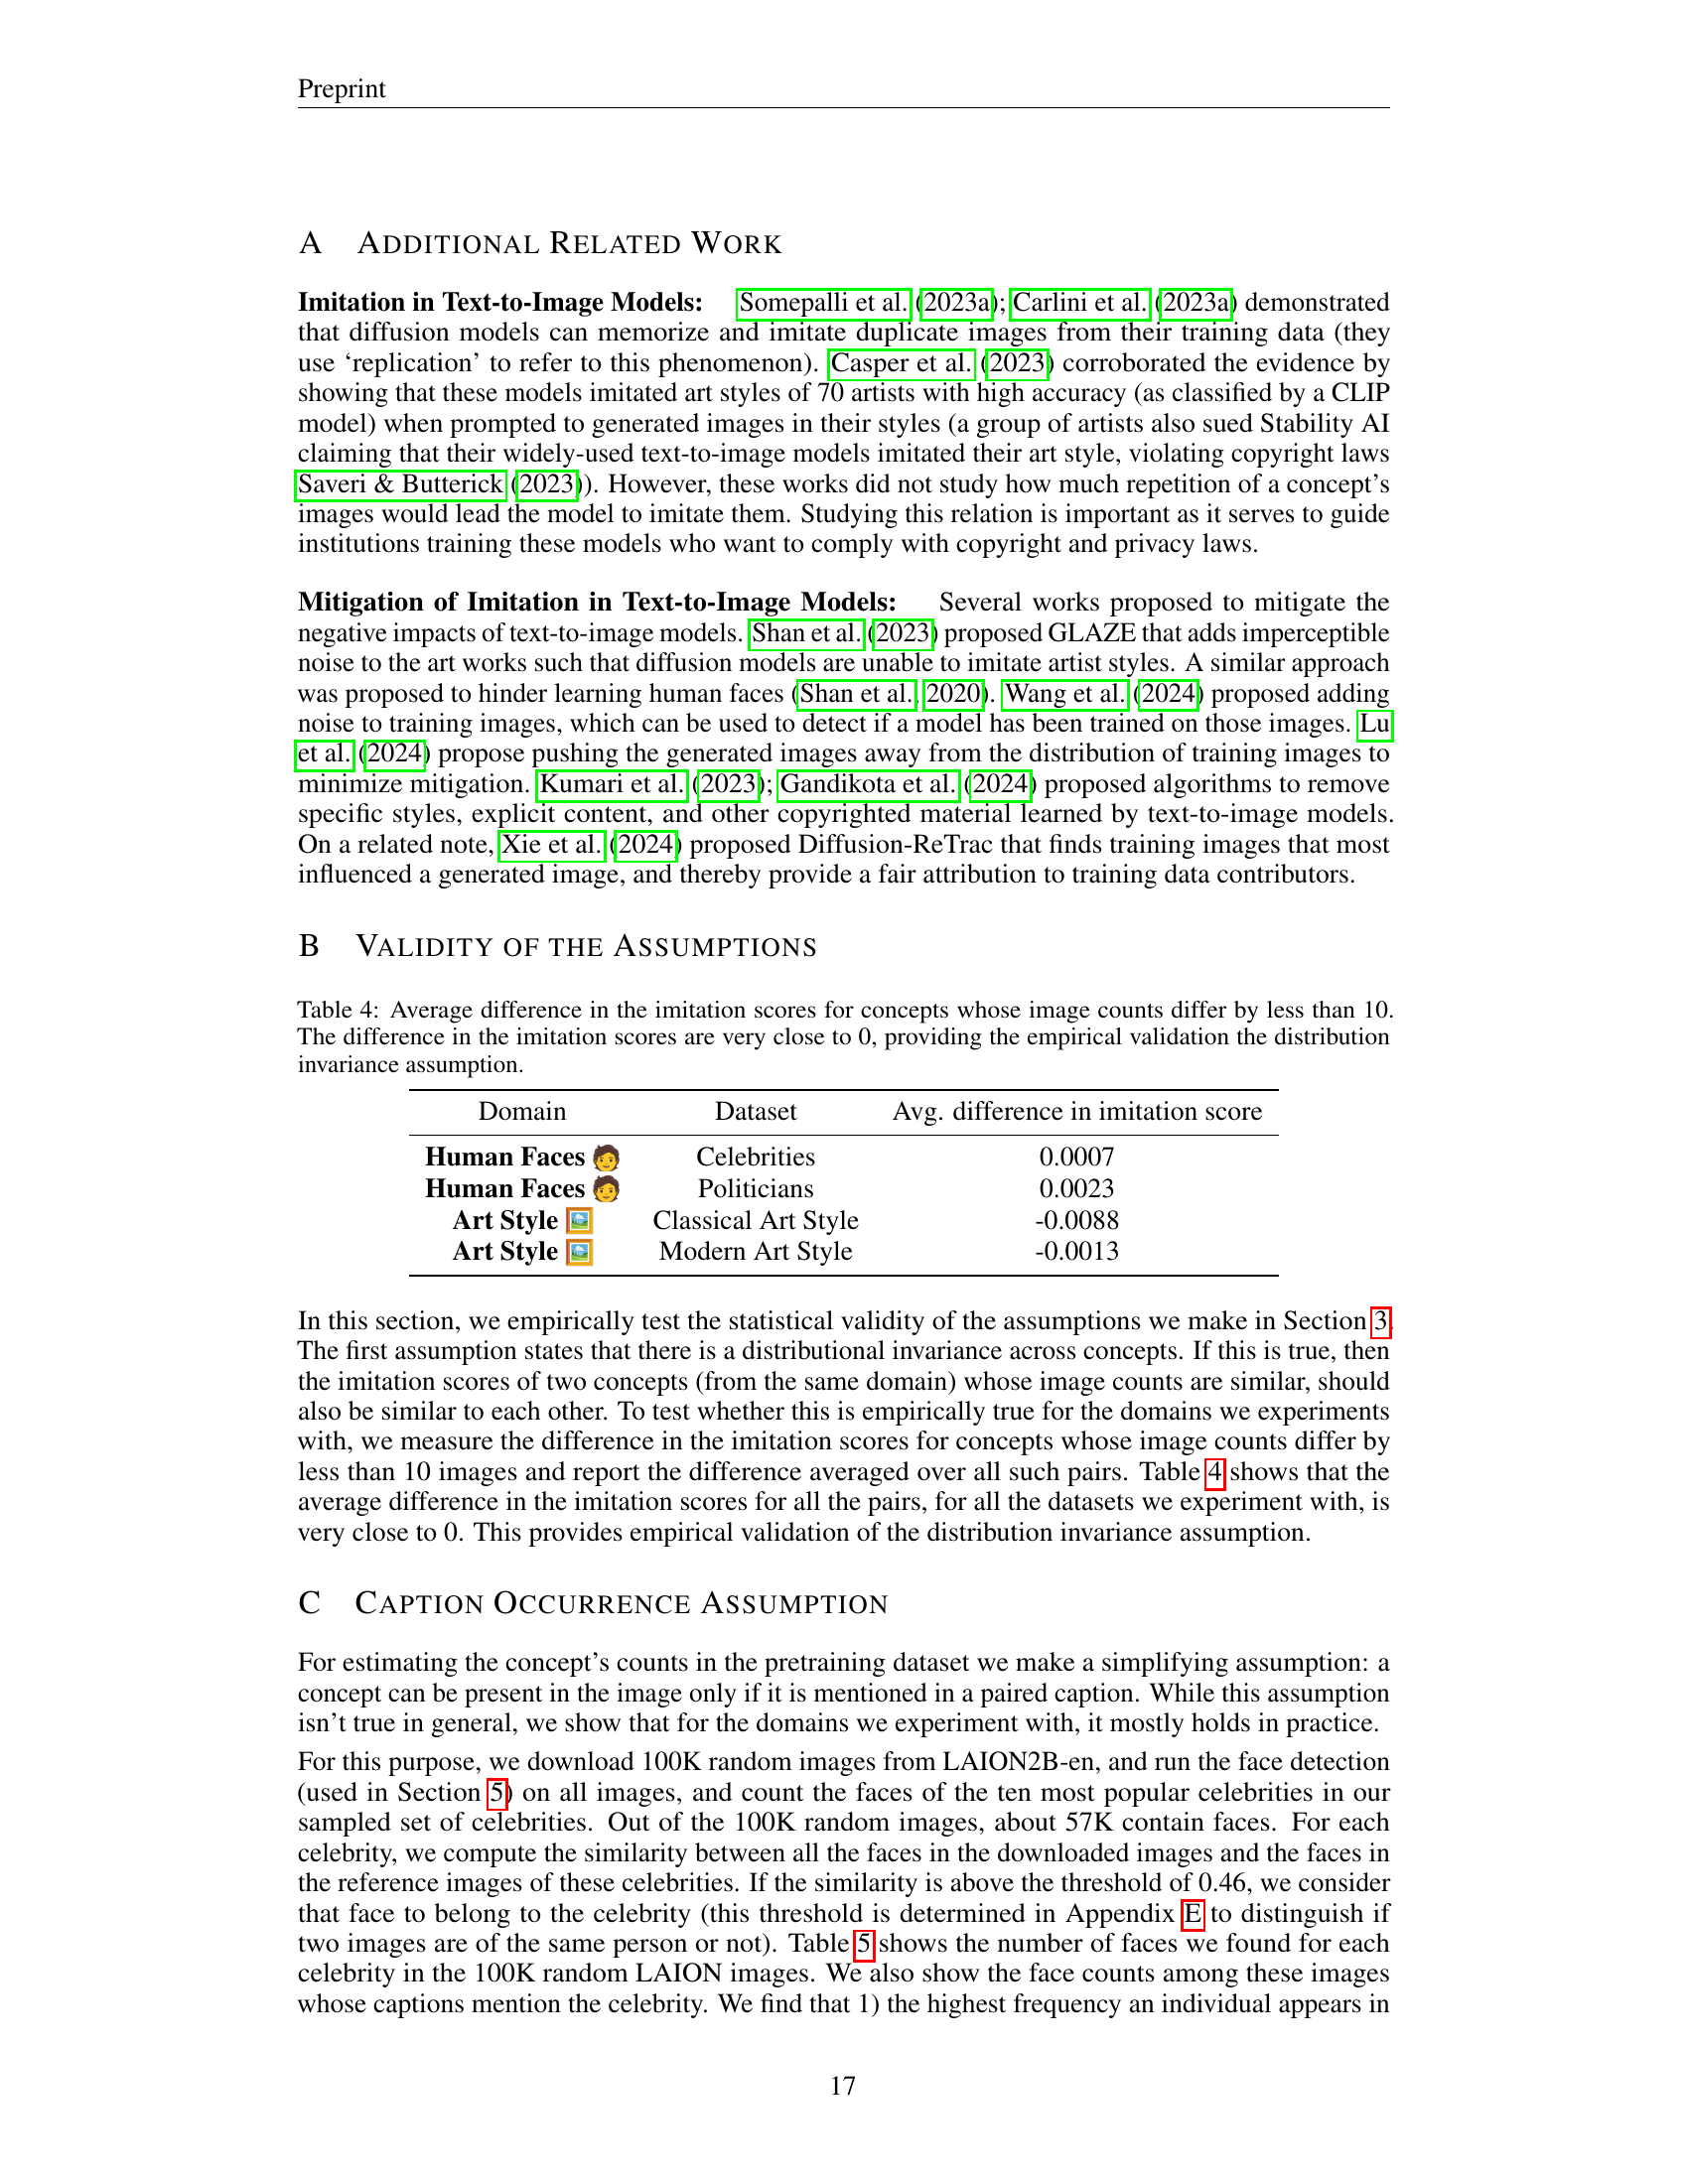 Preprint
A ADDITIONAL RELATED WORK
Imitation in Text-to-Image Models: Somepalli et al. (2023a); Carlini et al. (2023a) demonstrated
that diffusion models can memorize and imitate duplicate images from their training data (they
use ‘replication’ to refer to this phenomenon). Casper et al. (2023) corroborated the evidence by
showing that these models imitated art styles of 70 artists with high accuracy (as classified by a CLIP
model) when prompted to generated images in their styles (a group of artists also sued Stability AI
claiming that their widely-used text-to-image models imitated their art style, violating copyright laws
Saveri & Butterick (2023)). However, these works did not study how much repetition of a concept’s
images would lead the model to imitate them. Studying this relation is important as it serves to guide
institutions training these models who want to comply with copyright and privacy laws.
Mitigation of Imitation in Text-to-Image Models: Several works proposed to mitigate the
negative impacts of text-to-image models. Shan et al. (2023) proposed GLAZE that adds imperceptible
noise to the art works such that diffusion models are unable to imitate artist styles. A similar approach
was proposed to hinder learning human faces (Shan et al., 2020). Wang et al. (2024) proposed adding
noise to training images, which can be used to detect if a model has been trained on those images. Lu
et al. (2024) propose pushing the generated images away from the distribution of training images to
minimize mitigation. Kumari et al. (2023); Gandikota et al. (2024) proposed algorithms to remove
specific styles, explicit content, and other copyrighted material learned by text-to-image models.
On a related note, Xie et al. (2024) proposed Diffusion-ReTrac that finds training images that most
influenced a generated image, and thereby provide a fair attribution to training data contributors.
B VALIDITY OF THE ASSUMPTIONS
Table 4: Average difference in the imitation scores for concepts whose image counts differ by less than 10.
The difference in the imitation scores are very close to 0, providing the empirical validation the distribution
invariance assumption.
Domain Dataset Avg. difference in imitation score
Human Faces Celebrities 0.0007
Human Faces Politicians 0.0023
Art Style Classical Art Style -0.0088
Art Style Modern Art Style -0.0013
In this section, we empirically test the statistical validity of the assumptions we make in Section 3.
The first assumption states that there is a distributional invariance across concepts. If this is true, then
the imitation scores of two concepts (from the same domain) whose image counts are similar, should
also be similar to each other. To test whether this is empirically true for the domains we experiments
with, we measure the difference in the imitation scores for concepts whose image counts differ by
less than 10 images and report the difference averaged over all such pairs. Table 4 shows that the
average difference in the imitation scores for all the pairs, for all the datasets we experiment with, is
very close to 0. This provides empirical validation of the distribution invariance assumption.
C CAPTION OCCURRENCE ASSUMPTION
For estimating the concept’s counts in the pretraining dataset we make a simplifying assumption: a
concept can be present in the image only if it is mentioned in a paired caption. While this assumption
isn’t true in general, we show that for the domains we experiment with, it mostly holds in practice.
For this purpose, we download 100K random images from LAION2B-en, and run the face detection
(used in Section 5) on all images, and count the faces of the ten most popular celebrities in our
sampled set of celebrities. Out of the 100K random images, about 57K contain faces. For each
celebrity, we compute the similarity between all the faces in the downloaded images and the faces in
the reference images of these celebrities. If the similarity is above the threshold of 0.46, we consider
that face to belong to the celebrity (this threshold is determined in Appendix E to distinguish if
two images are of the same person or not). Table 5 shows the number of faces we found for each
celebrity in the 100K random LAION images. We also show the face counts among these images
whose captions mention the celebrity. We find that 1) the highest frequency an individual appears in
17